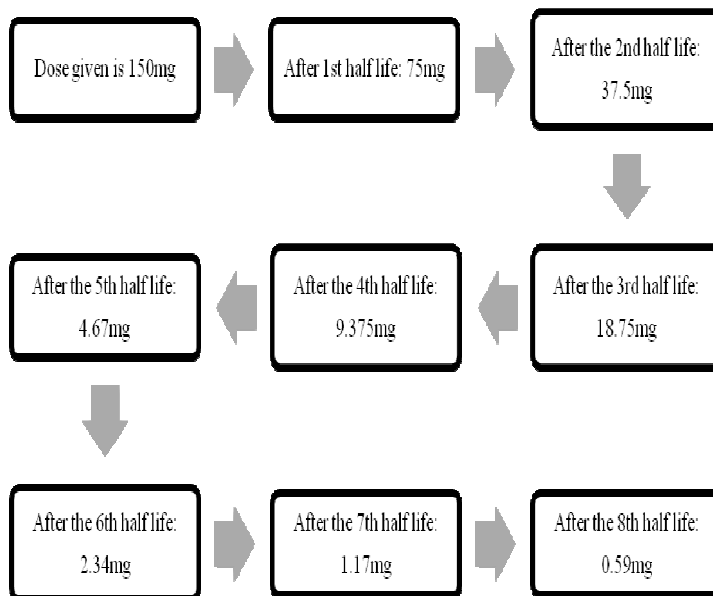 Dose given is 150mg
After 1st half life: 75mg
After the 2nd half life:
37.5mg
After the 3rd half life:
18.75mg
After the 4th half life:
9.375mg
After the 5th half life:
4.67mg
After the 6th half life:
2.34mg
After the 7th half life:
1.17mg
After the 8th half life:
0.59mg